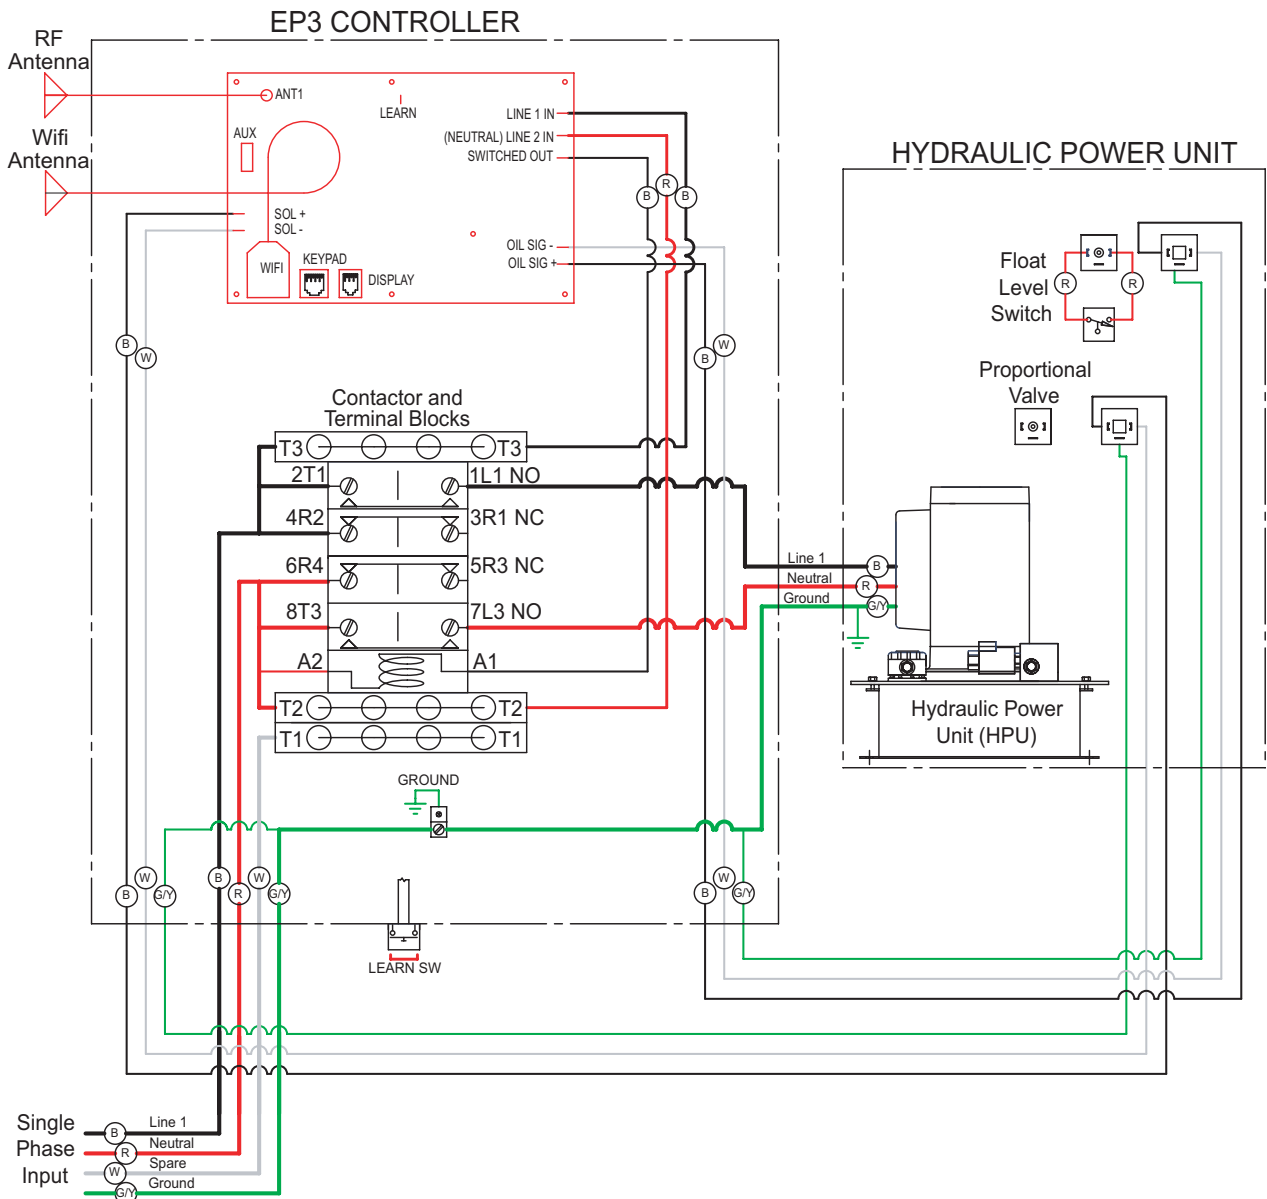 EP3 CONTROLLER
RF
Antenna
ANT1
LEARN
LINE 1 IN
(NEUTRAL) LINE 2 IN
SWITCHED OUT
AUX
Wifi
Antenna
HYDRAULIC POWER UNIT
B
R
B
SOL +
SOL -
OIL SIG -
OIL SIG +
WIFI
KEYPAD
DISPLAY
Float
Level
Switch
R
R
B
W
B
W
Proportional
Valve
Contactor and
Terminal Blocks
T3
T3
2T1
1L1 NO
4R2
3R1 NC
6R4
5R3 NC
8T3
7L3 NO
A2
A1
T2
T2
T1
T1
Line 1
B
Neutral
R
Ground
G/Y
Hydraulic Power
Unit (HPU)
GROUND
B
W
G/Y
B
R
W
G/Y
B
W
G/Y
LEARN SW
Single
Phase
Input
B
Line 1
R
Neutral
W
Spare
G/Y
Ground